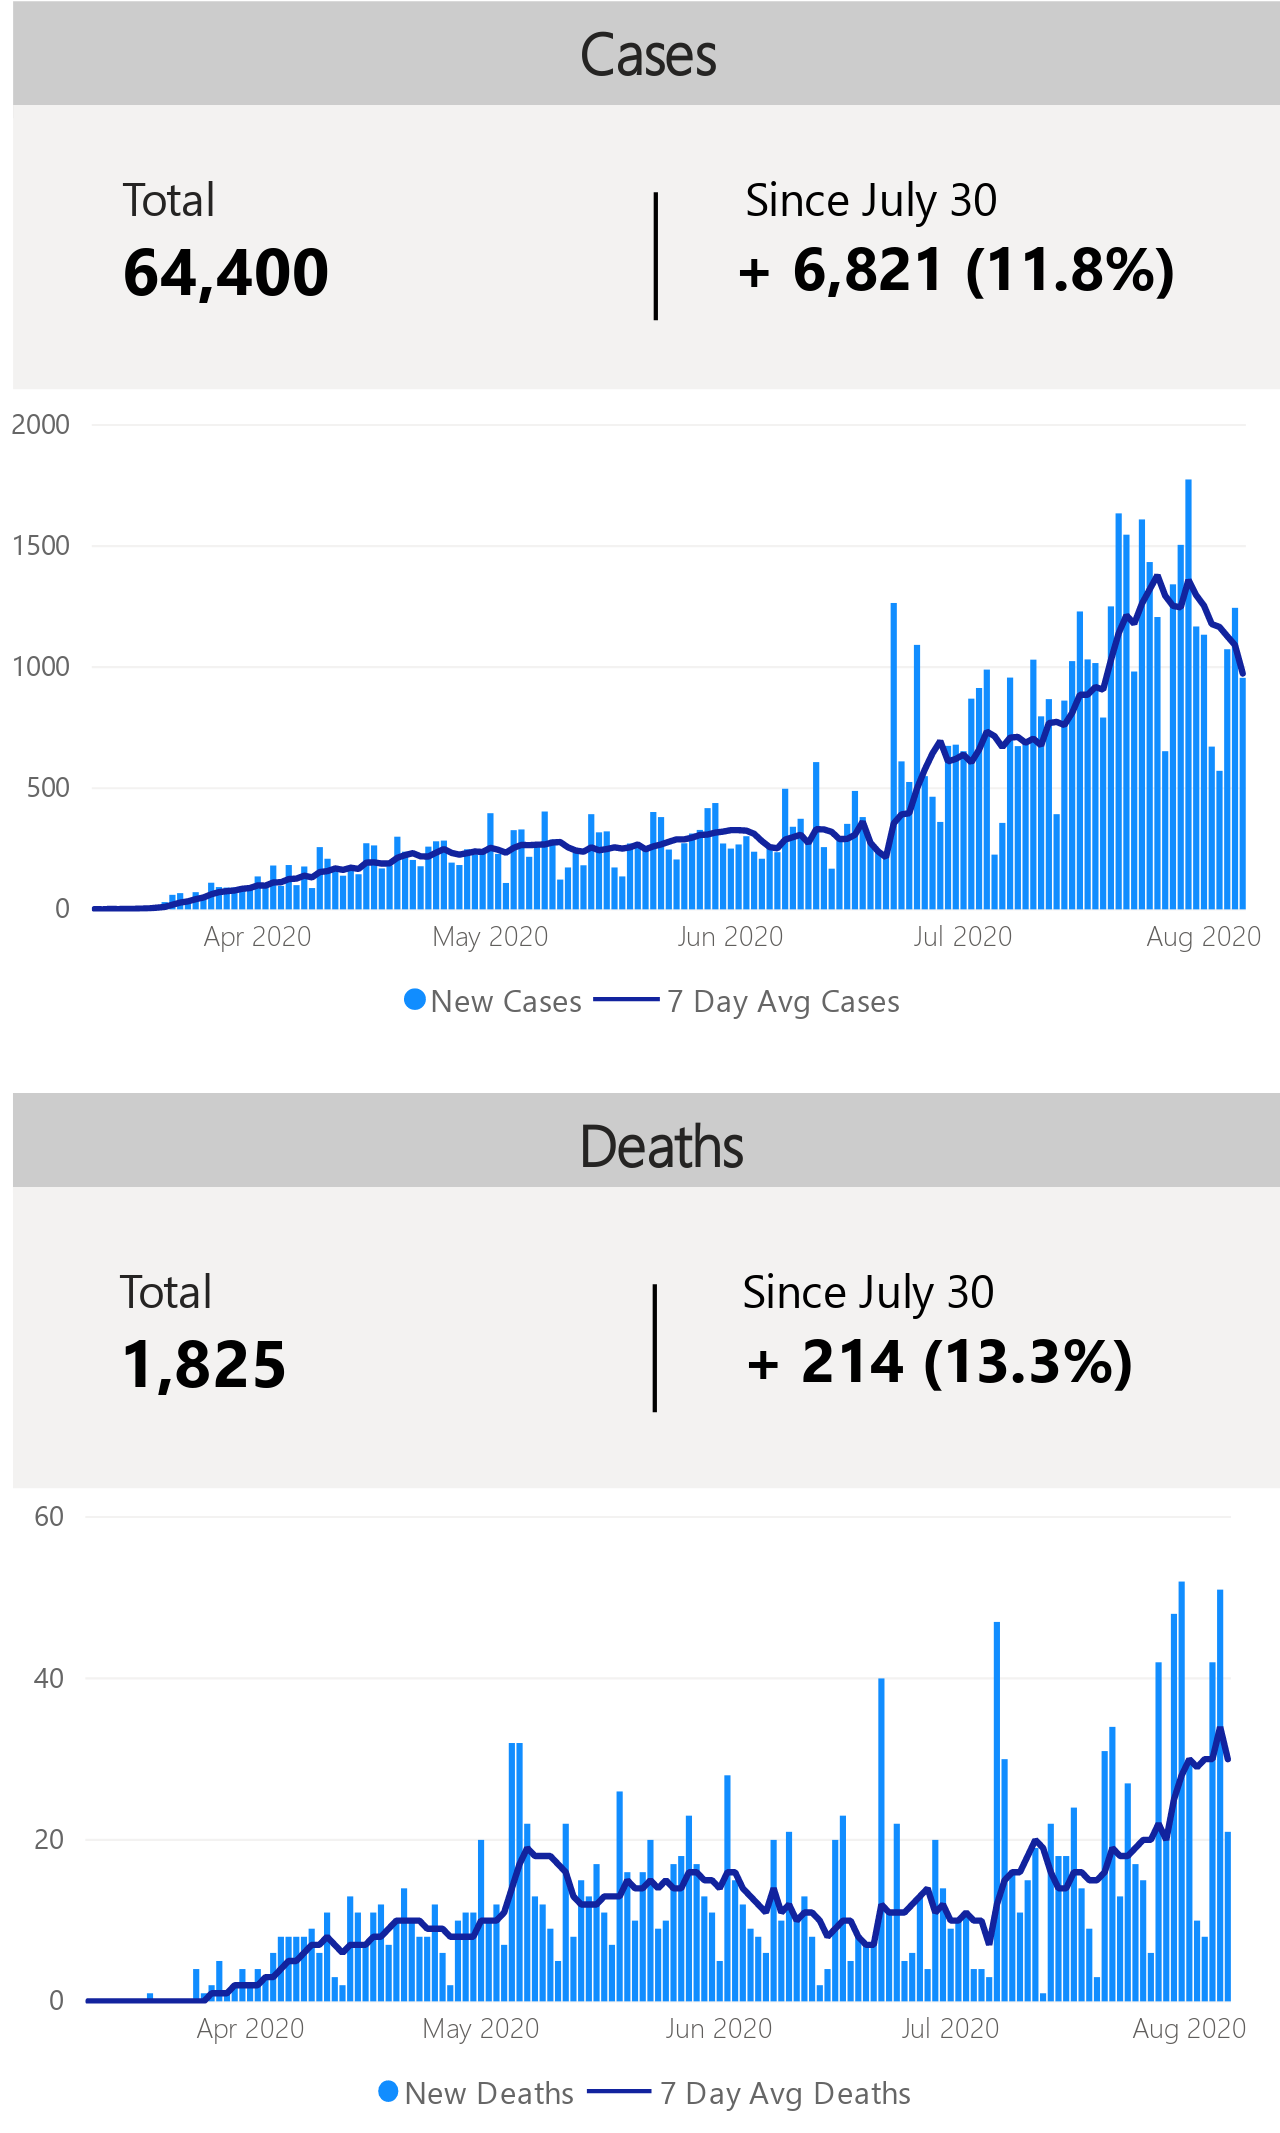 Cases
Total
Since July 30
64,400
+ 6,821 (11.8%)
2000
1500
1000
500
0
Apr 2020 May 2020 Jun 2020 Jul 2020 Aug 2020
New Cases 7 Day Avg Cases
Deaths
Total
Since July 30
1,825
+ 214 (13.3%)
60
40
20
0
Apr 2020 May 2020 Jun 2020 Jul 2020 Aug 2020
New Deaths 7 Day Avg Deaths